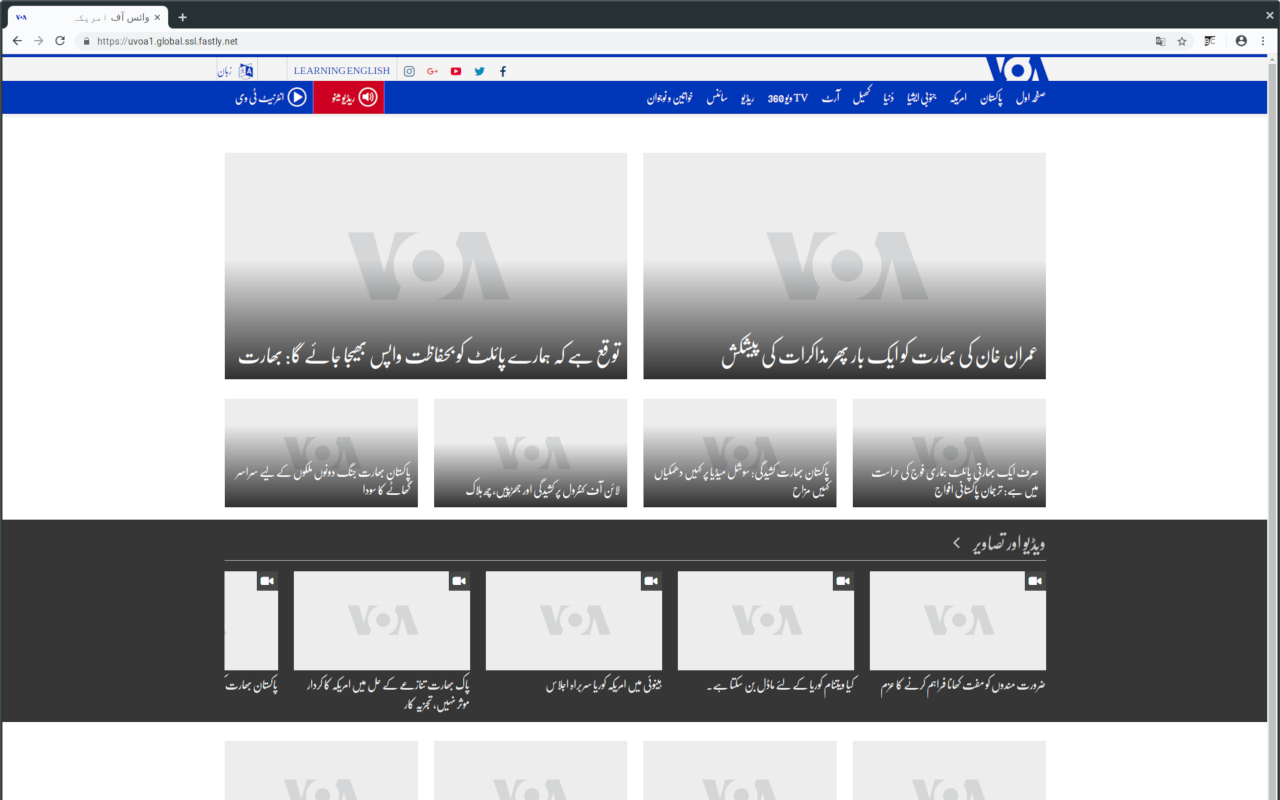 وائس آف امریکہ
https://uvoa1.global.ssl.fastly.net
VOA
LEARNING ENGLISH
زبان
صفحہ اول
پاکستان
امریکہ
جنوبی ایشیا
دُنیا
کھیل
آرٹ
TV ویو 360
ریڈیو
سائنس
خواتین و نوجوان
ریڈیو مینو
انٹرنیٹ ٹی وی
عمران خان کی بھارت کو ایک بار پھر مذاکرات کی پیشکش
توقع ہے کہ ہمارے پائلٹ کو بحفاظت واپس بھیجا جائے گا: بھارت
صرف ایک بھارتی پائلٹ ہماری فوج کی حراست
میں ہے: ترجمان پاکستانی افواج
پاکستان بھارت کشیدگی: سوشل میڈیا پر کہیں دھمکیاں
کہیں مزاح
لائن آف کنٹرول پر کشیدگی اور جھڑپیں، چھ ہلاک
پاکستان بھارت جنگ دونوں ملکوں کے لیے سراسر
گھاٹے کا سودا
ویڈیو اور تصاویر
ضرورت مندوں کو مفت کھانا فراہم کرنے کا عزم
کیا ویتنام کوریا کے لئے ماڈل بن سکتا ہے۔
ہینوئی میں امریکہ کوریا سربراہ اجلاس
پاک بھارت تنازعے کے حل میں امریکہ کا کردار
موثر نہیں، تجزیہ کار
پاکستان بھارت